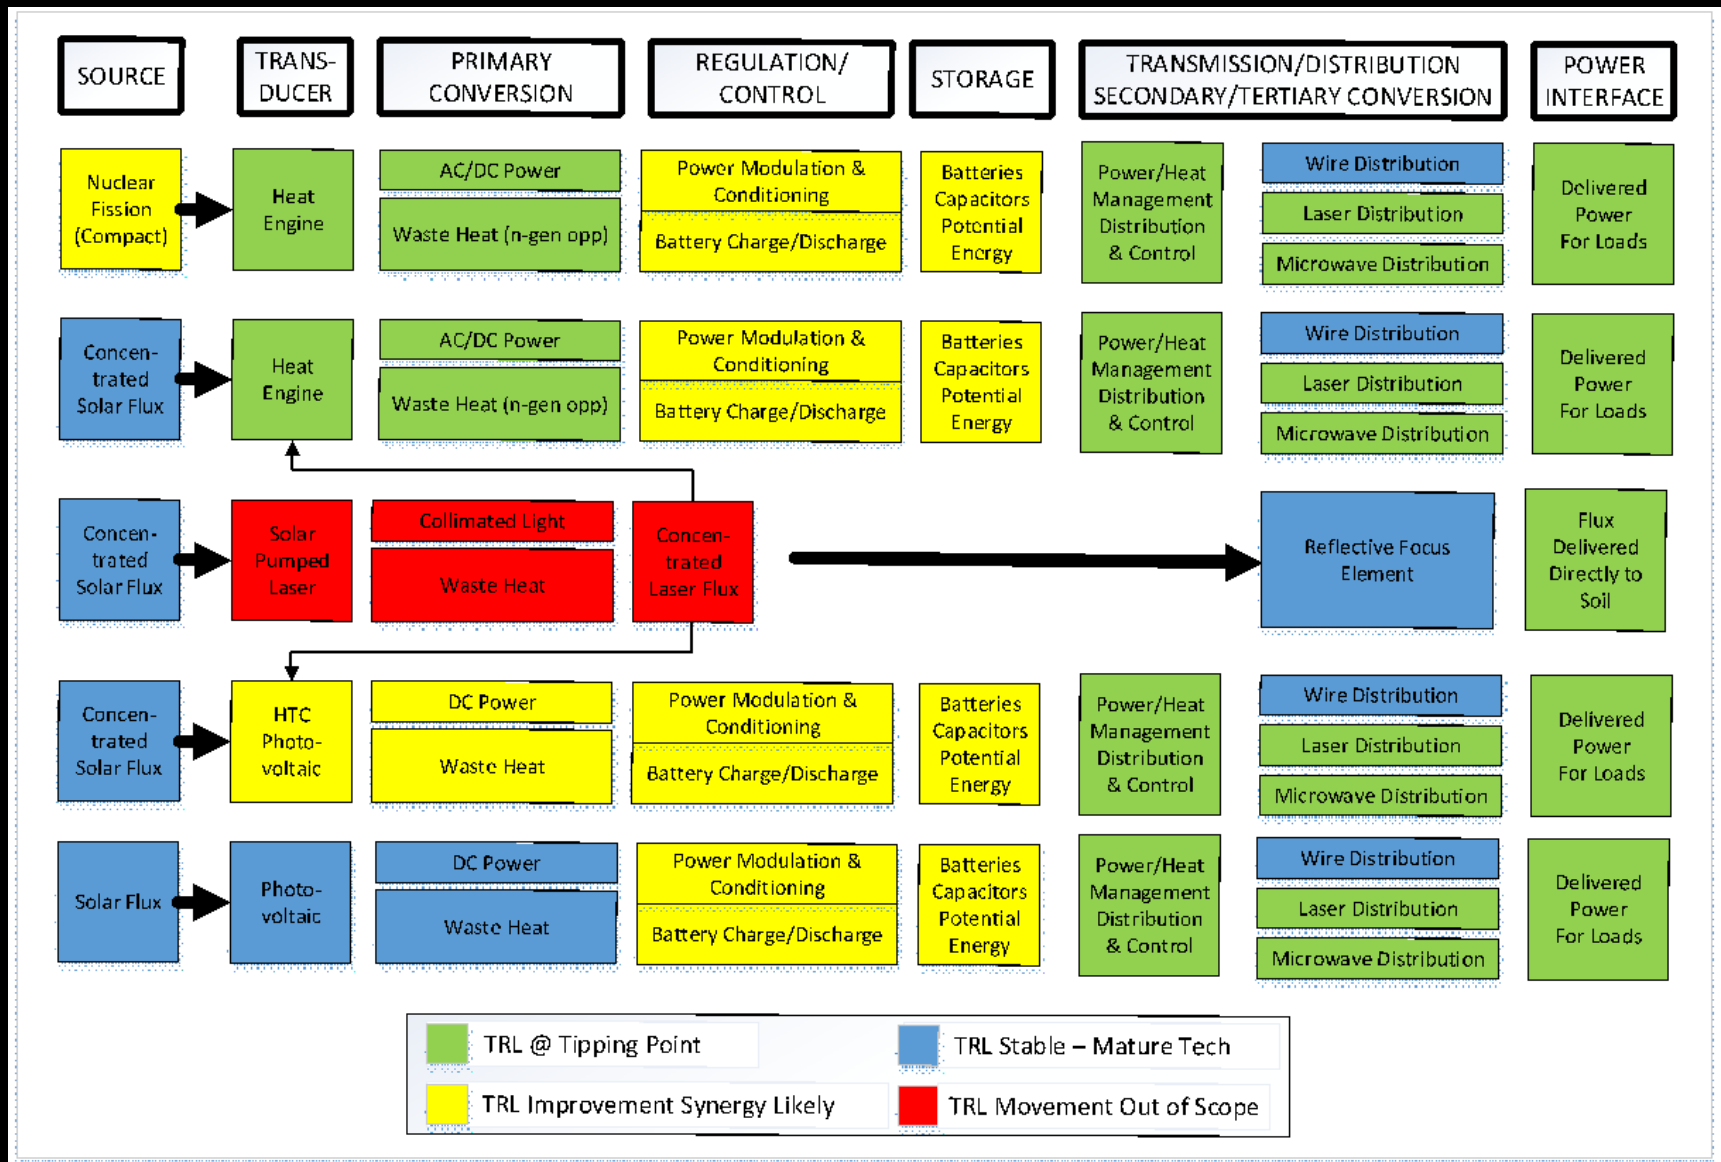 SOURCE
TRANS-
DUCER
PRIMARY
CONVERSION
REGULATION/
CONTROL
STORAGE
TRANSMISSION/DISTRIBUTION
SECONDARY/TERTIARY CONVERSION
POWER
INTERFACE
Nuclear
Fission
(Compact)
Heat
Engine
AC/DC Power
Waste Heat (n-gen opp)
Power Modulation &
Conditioning
Battery Charge/Discharge
Batteries
Capacitors
Potential
Energy
Power/Heat
Management
Distribution
& Control
Wire Distribution
Laser Distribution
Microwave Distribution
Delivered
Power
For Loads
Concen-
trated
Solar Flux
Heat
Engine
AC/DC Power
Waste Heat (n-gen opp)
Power Modulation &
Conditioning
Battery Charge/Discharge
Batteries
Capacitors
Potential
Energy
Power/Heat
Management
Distribution
& Control
Wire Distribution
Laser Distribution
Microwave Distribution
Delivered
Power
For Loads
Concen-
trated
Solar Flux
Solar
Pumped
Laser
Collimated Light
Waste Heat
Concen-
trated
Laser Flux
Reflective Focus
Element
Flux
Delivered
Directly to
Soil
Concen-
trated
Solar Flux
HTC
Photo-
voltaic
DC Power
Waste Heat
Power Modulation &
Conditioning
Battery Charge/Discharge
Batteries
Capacitors
Potential
Energy
Power/Heat
Management
Distribution
& Control
Wire Distribution
Laser Distribution
Microwave Distribution
Delivered
Power
For Loads
Solar Flux
Photo-
voltaic
DC Power
Waste Heat
Power Modulation &
Conditioning
Battery Charge/Discharge
Batteries
Capacitors
Potential
Energy
Power/Heat
Management
Distribution
& Control
Wire Distribution
Laser Distribution
Microwave Distribution
Delivered
Power
For Loads
TRL @ Tipping Point
TRL Stable – Mature Tech
TRL Improvement Synergy Likely
TRL Movement Out of Scope